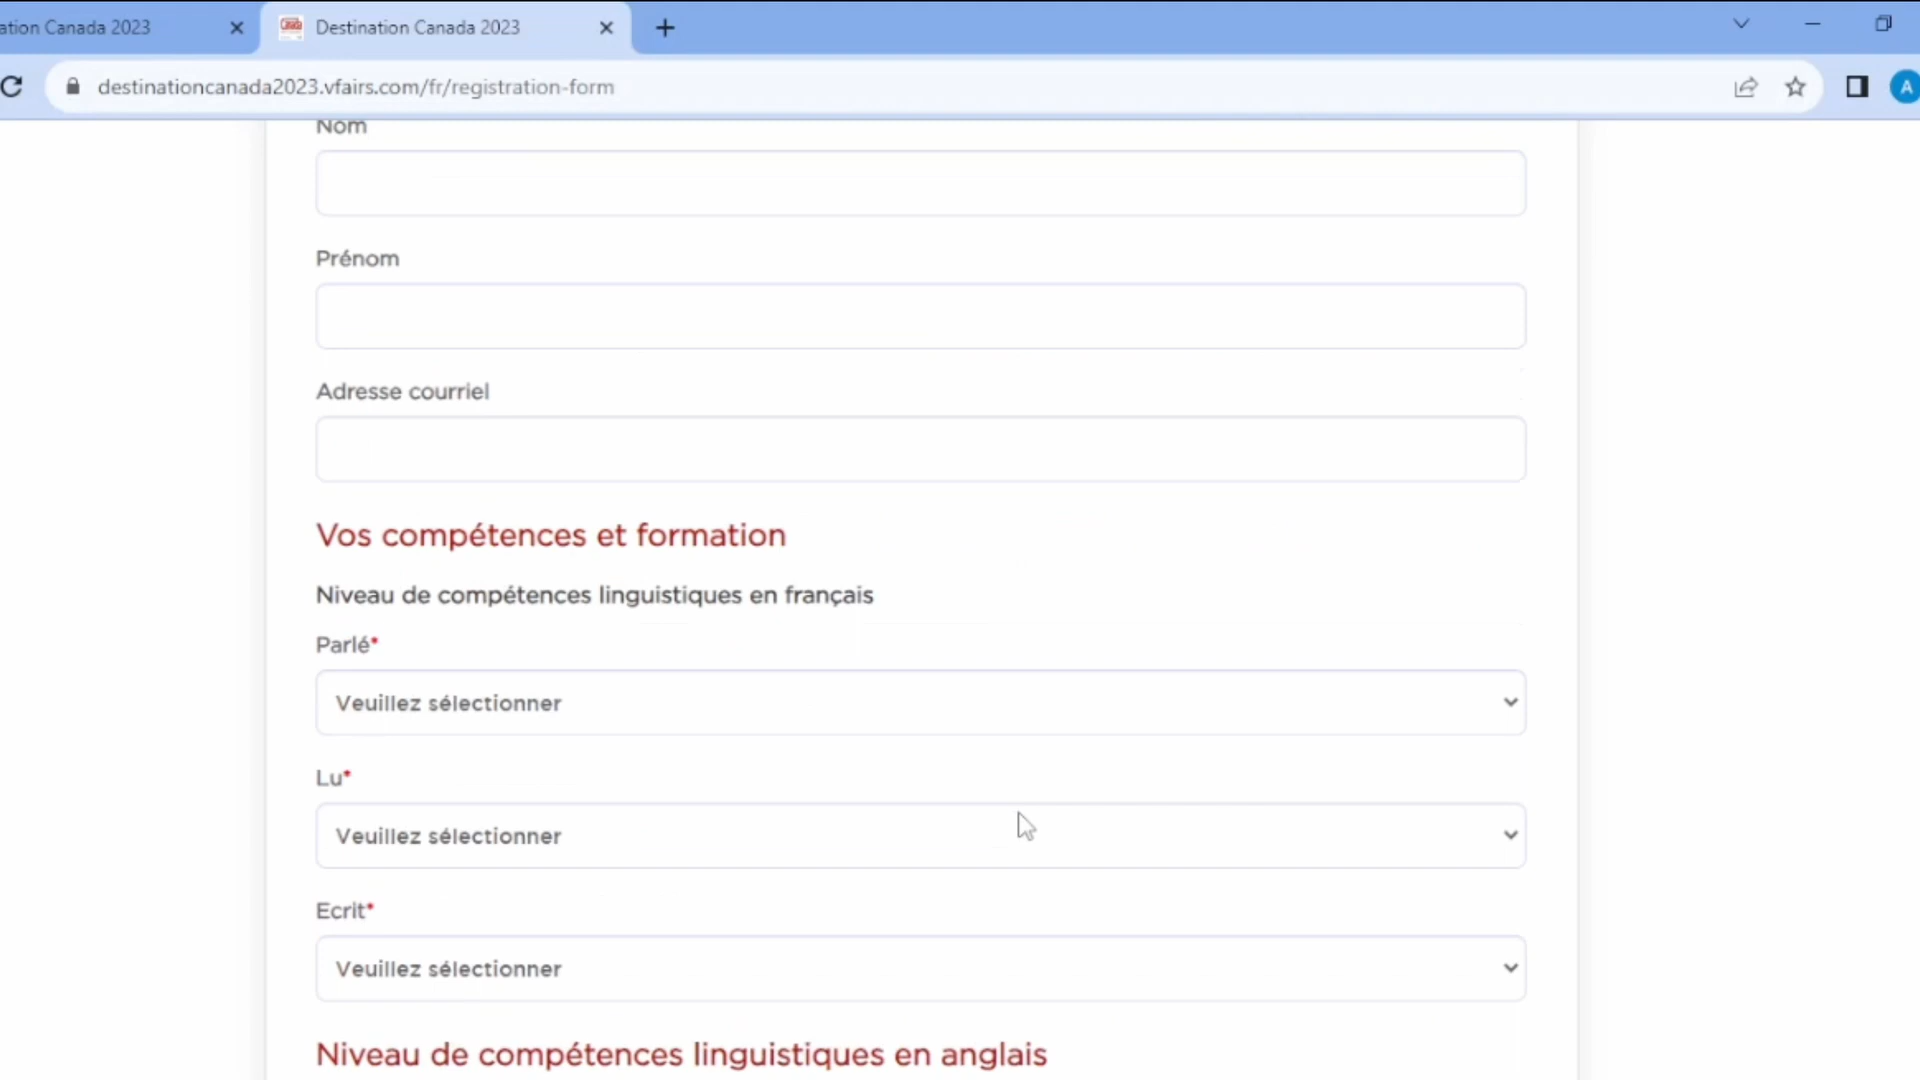 ation Canada 2023
Destination Canada 2023
destinationcanada2023.vfairs.com/fr/registration-form
A
Nom
Prénom
Adresse courriel
Vos compétences et formation
Niveau de compétences linguistiques en français
Parlé*
Veuillez sélectionner
Lu*
Veuillez sélectionner
Ecrit*
Veuillez sélectionner
Niveau de compétences linguistiques en anglais